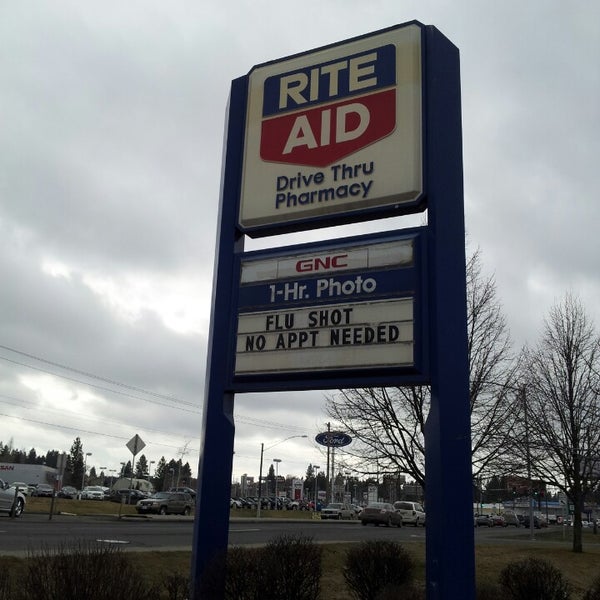 RITE
AID
Drive Thru
Pharmacy
GNC
1-Hr. Photo
FLU SHOT
NO APPT NEEDED
Ford